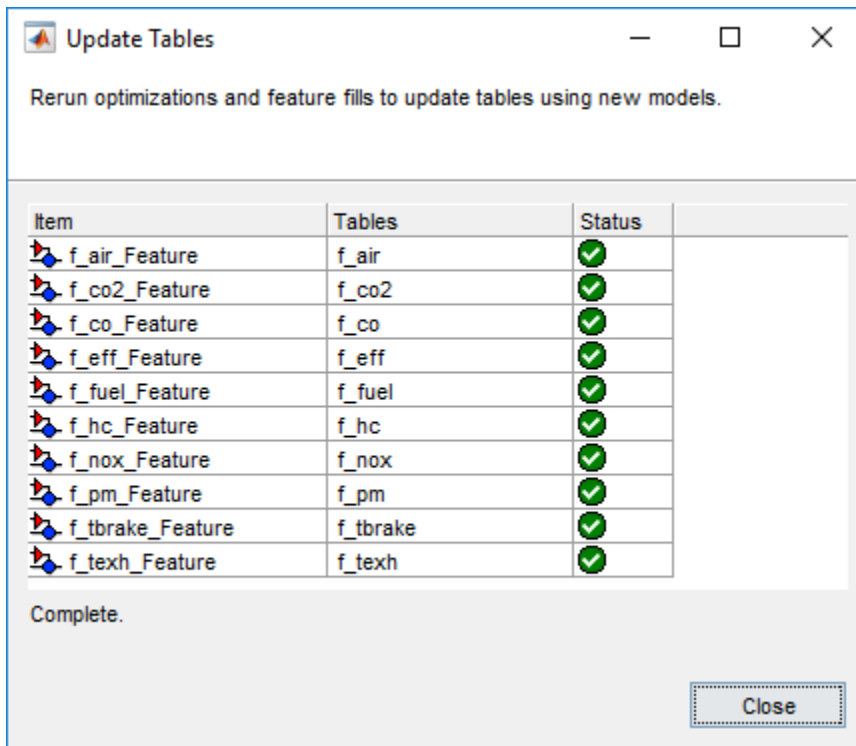 Update Tables
Rerun optimizations and feature fills to update tables using new models.
Item Tables Status
f_air_Feature f_air
f_co2_Feature f_co2
f_co_Feature f_co
f_eff_Feature f_eff
f_fuel_Feature f_fuel
f_hc_Feature f_hc
f_nox_Feature f_nox
f_pm_Feature f_pm
f_tbrake_Feature f_tbrake
f_texh_Feature f_texh
Complete.
Close